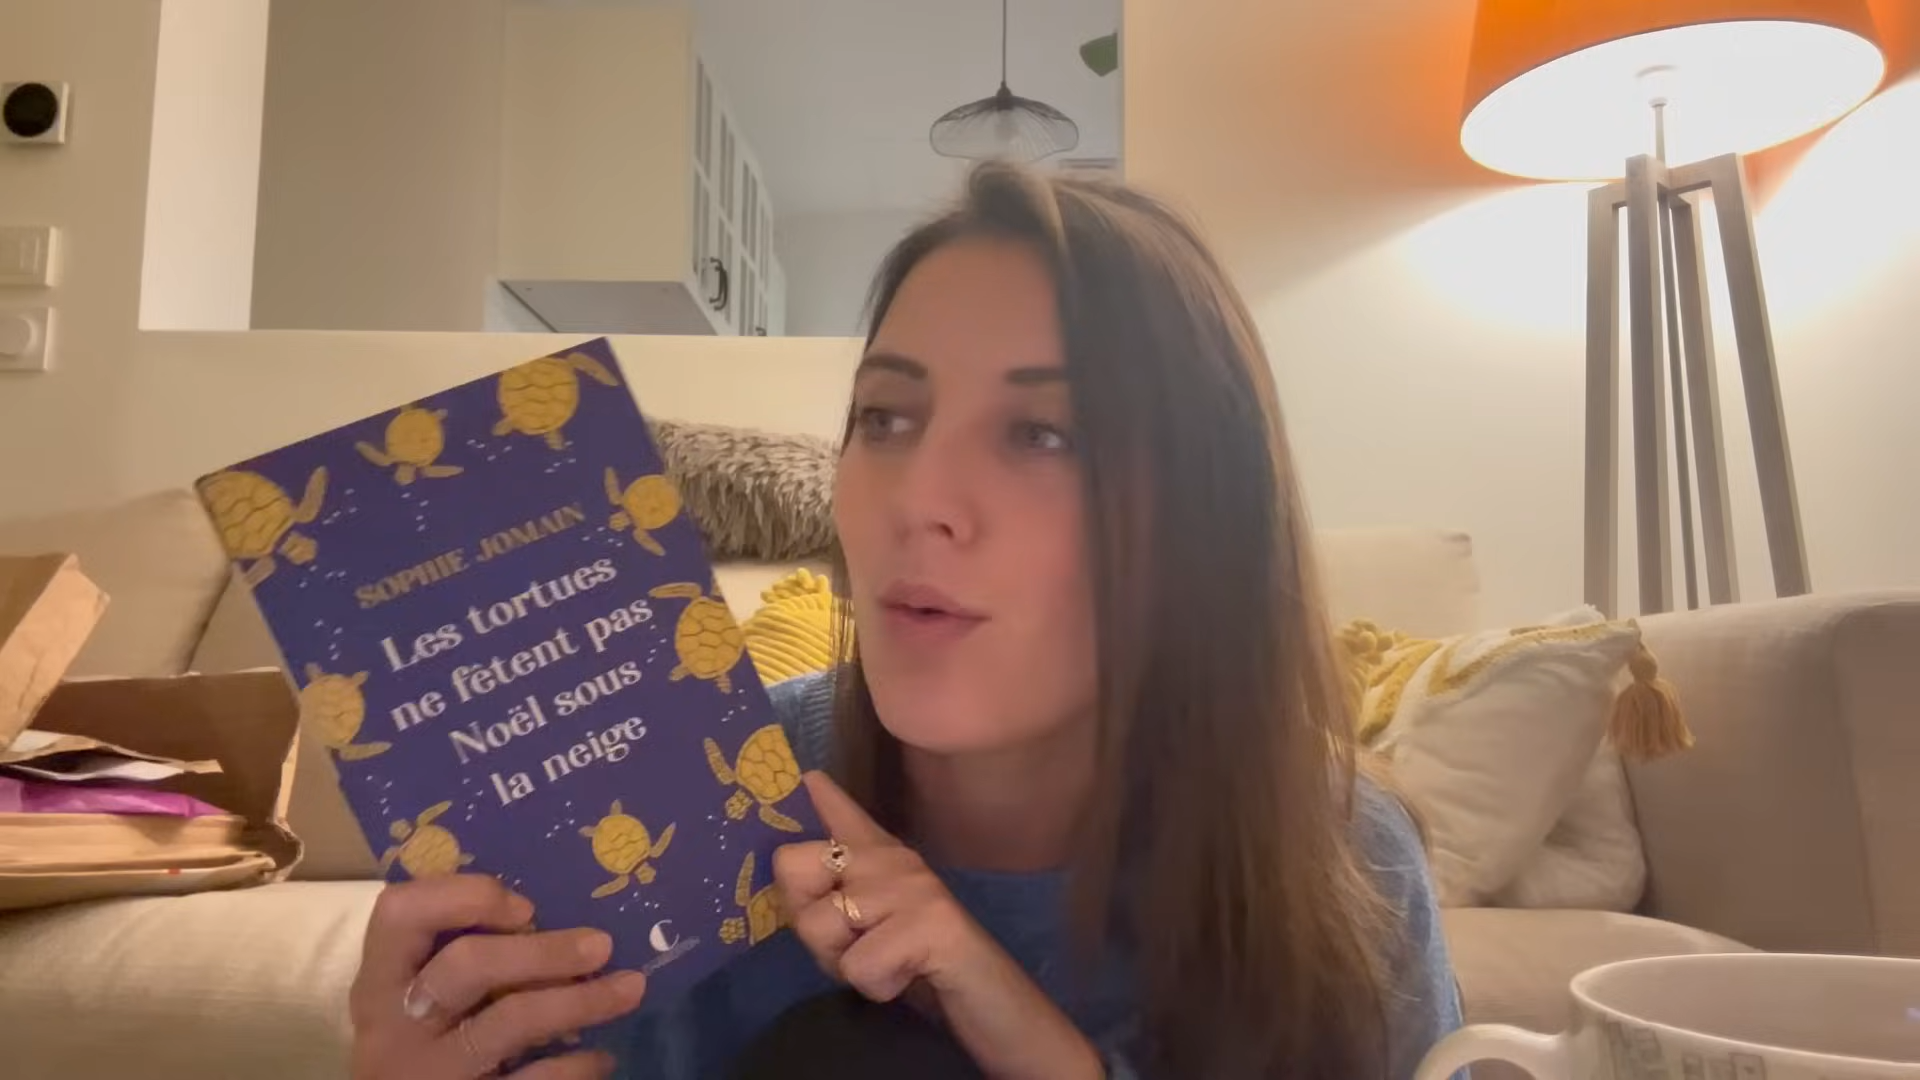 SOPHIE JOMAIN
Les tortues
ne fêtent pas
Noël sous
la neige
C